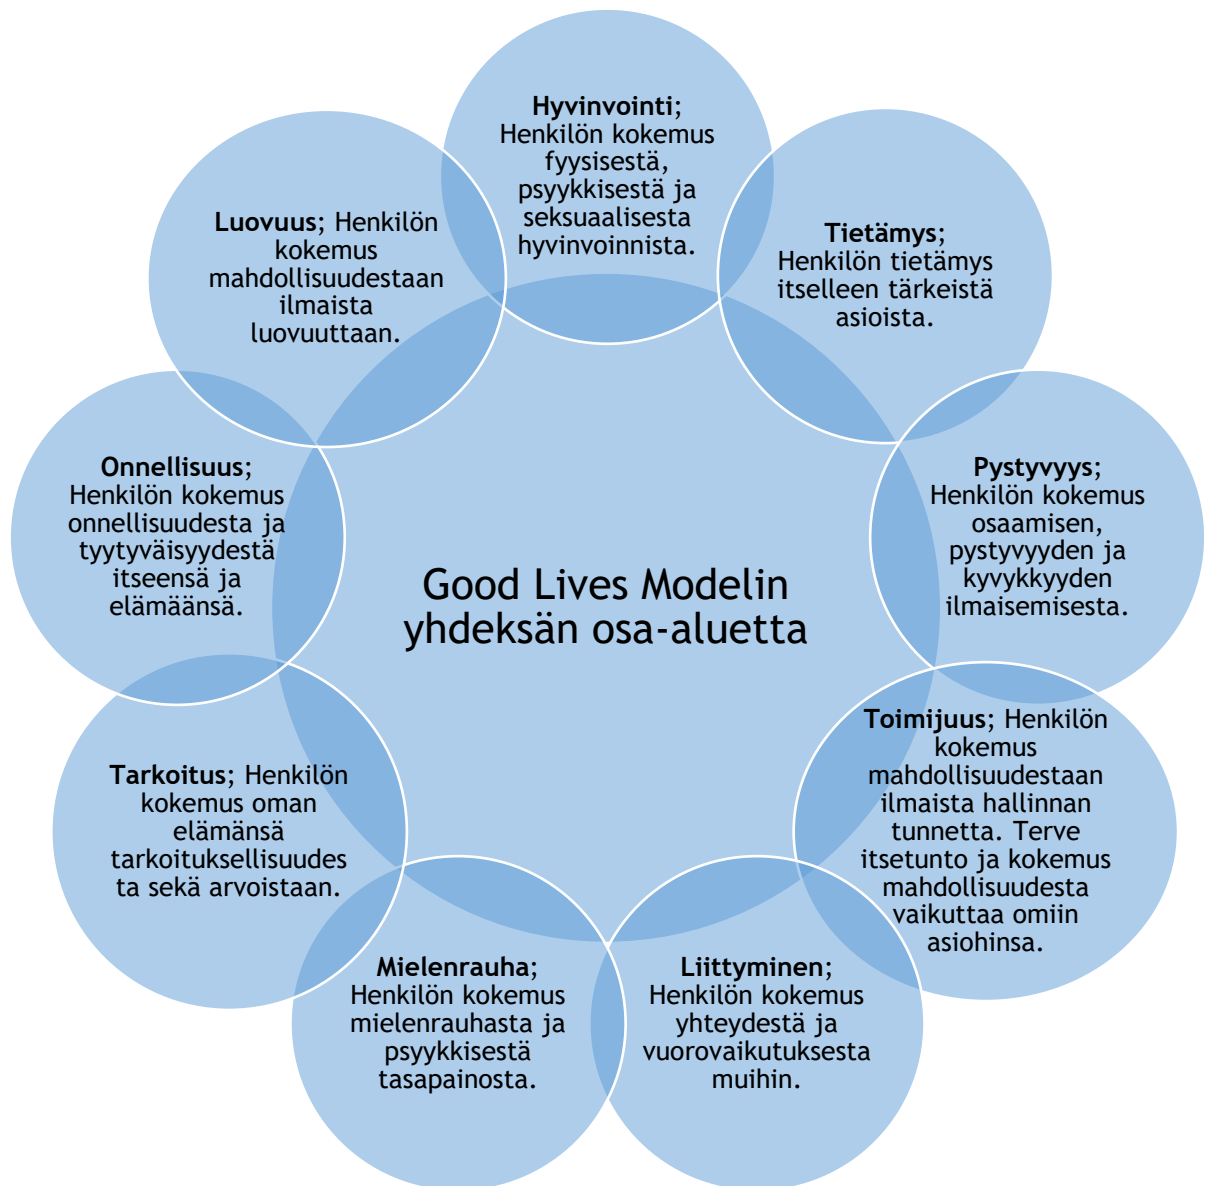 Hyvinvointi;
Henkilön kokemus
fyysisestä,
psyykkisestä ja
seksuaalisesta
hyvinvoinnista.
Tietämys;
Henkilön tietämys
itselleen tärkeistä
asioista.
Pystyvyys;
Henkilön kokemus
osaamisen,
pystyvyyden ja
kyvykkyyden
ilmaisemisesta.
Toimijuus; Henkilön
kokemus
mahdollisuudestaan
ilmaista hallinnan
tunnetta. Terve
itsetunto ja kokemus
mahdollisuudesta
vaikuttaa omiin
asiohinsa.
Liittyminen;
Henkilön kokemus
yhteydestä ja
vuorovaikutuksesta
muihin.
Mielenrauha;
Henkilön kokemus
mielenrauhasta ja
psyykkisestä
tasapainosta.
Tarkoitus; Henkilön
kokemus oman
elämänsä
tarkoituksellisuudes
ta sekä arvoistaan.
Onnellisuus;
Henkilön kokemus
onnellisuudesta ja
tyytyväisyydestä
itseensä ja
elämäänsä.
Luovuus; Henkilön
kokemus
mahdollisuudestaan
ilmaista
luovuuttaan.
Good Lives Modelin
yhdeksän osa-aluetta